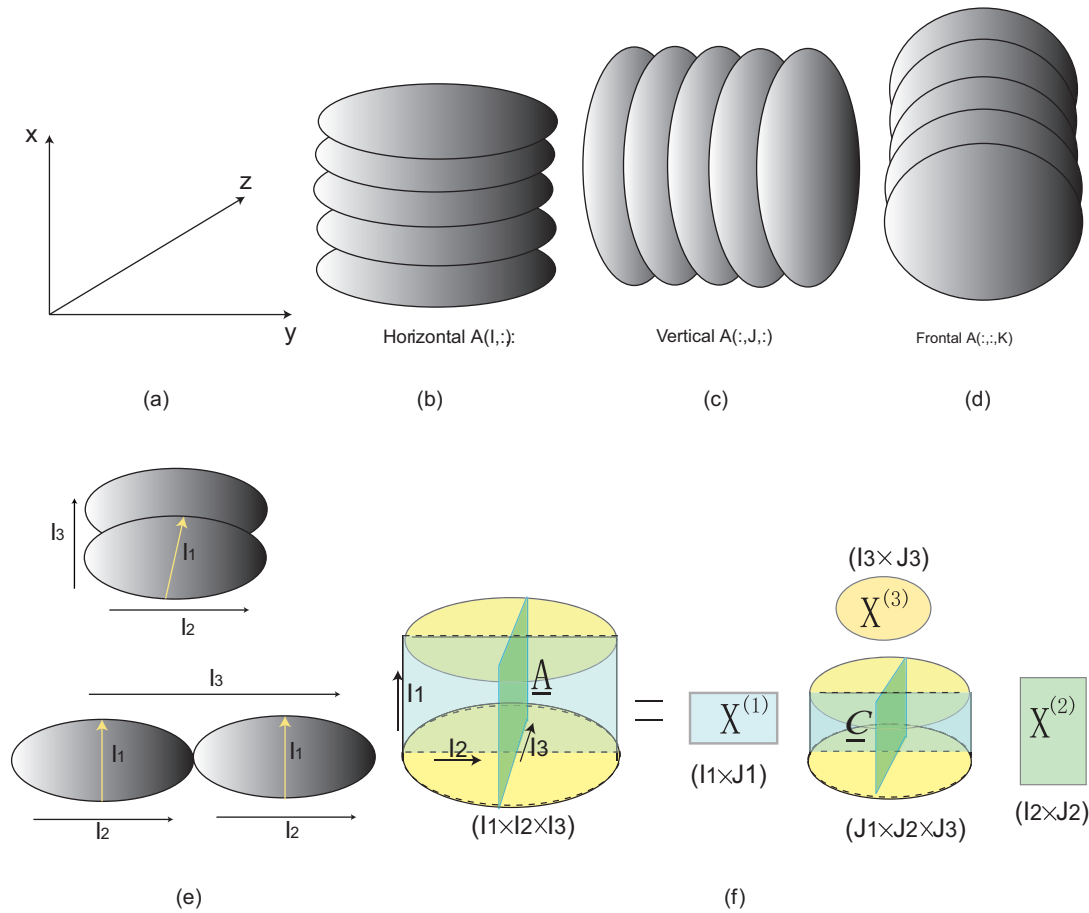 x
z
y
Horizontal A(I,:):
Vertical A(:,J,:)
Frontal A(:,:,K)
(a)
(b)
(c)
(d)
I3
I1
I2
I3
I1
I1
I2
I2
(e)
I1
A
I2
I3
(I1×I2×I3)
=
X(1)
(I1×J1)
(I3×J3)
X(3)
C
(J1×J2×J3)
X(2)
(I2×J2)
(f)